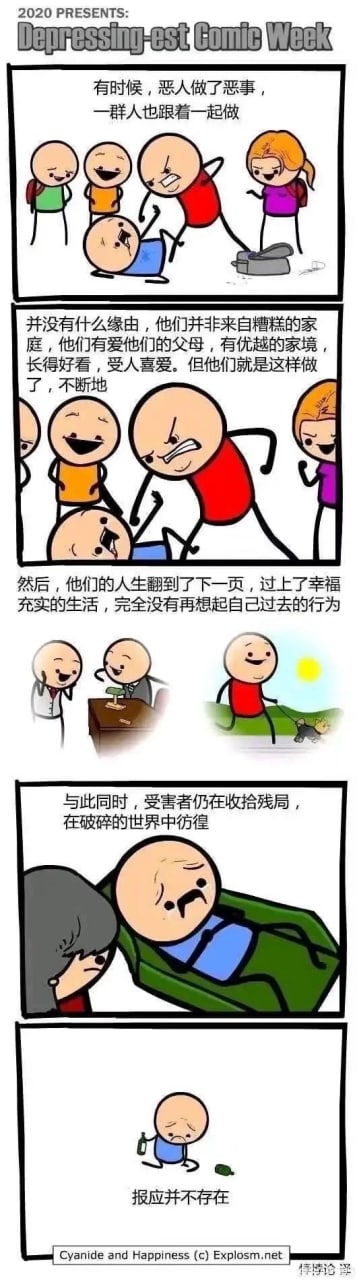 2020 PRESENTS:
Depressing-est Comic Week
有时候，恶人做了恶事，
一群人也跟着一起做
并没有什么缘由，他们并非来自糟糕的家
庭，他们有爱他们的父母，有优越的家境，
长得好看，受人喜爱。但他们就是这样做
了，不断地
然后，他们的人生翻到了下一页，过上了幸福
充实的生活，完全没有再想起自己过去的行为
与此同时，受害者仍在收拾残局，
在破碎的世界中彷徨
报应并不存在
Cyanide and Happiness (c) Explosm.net